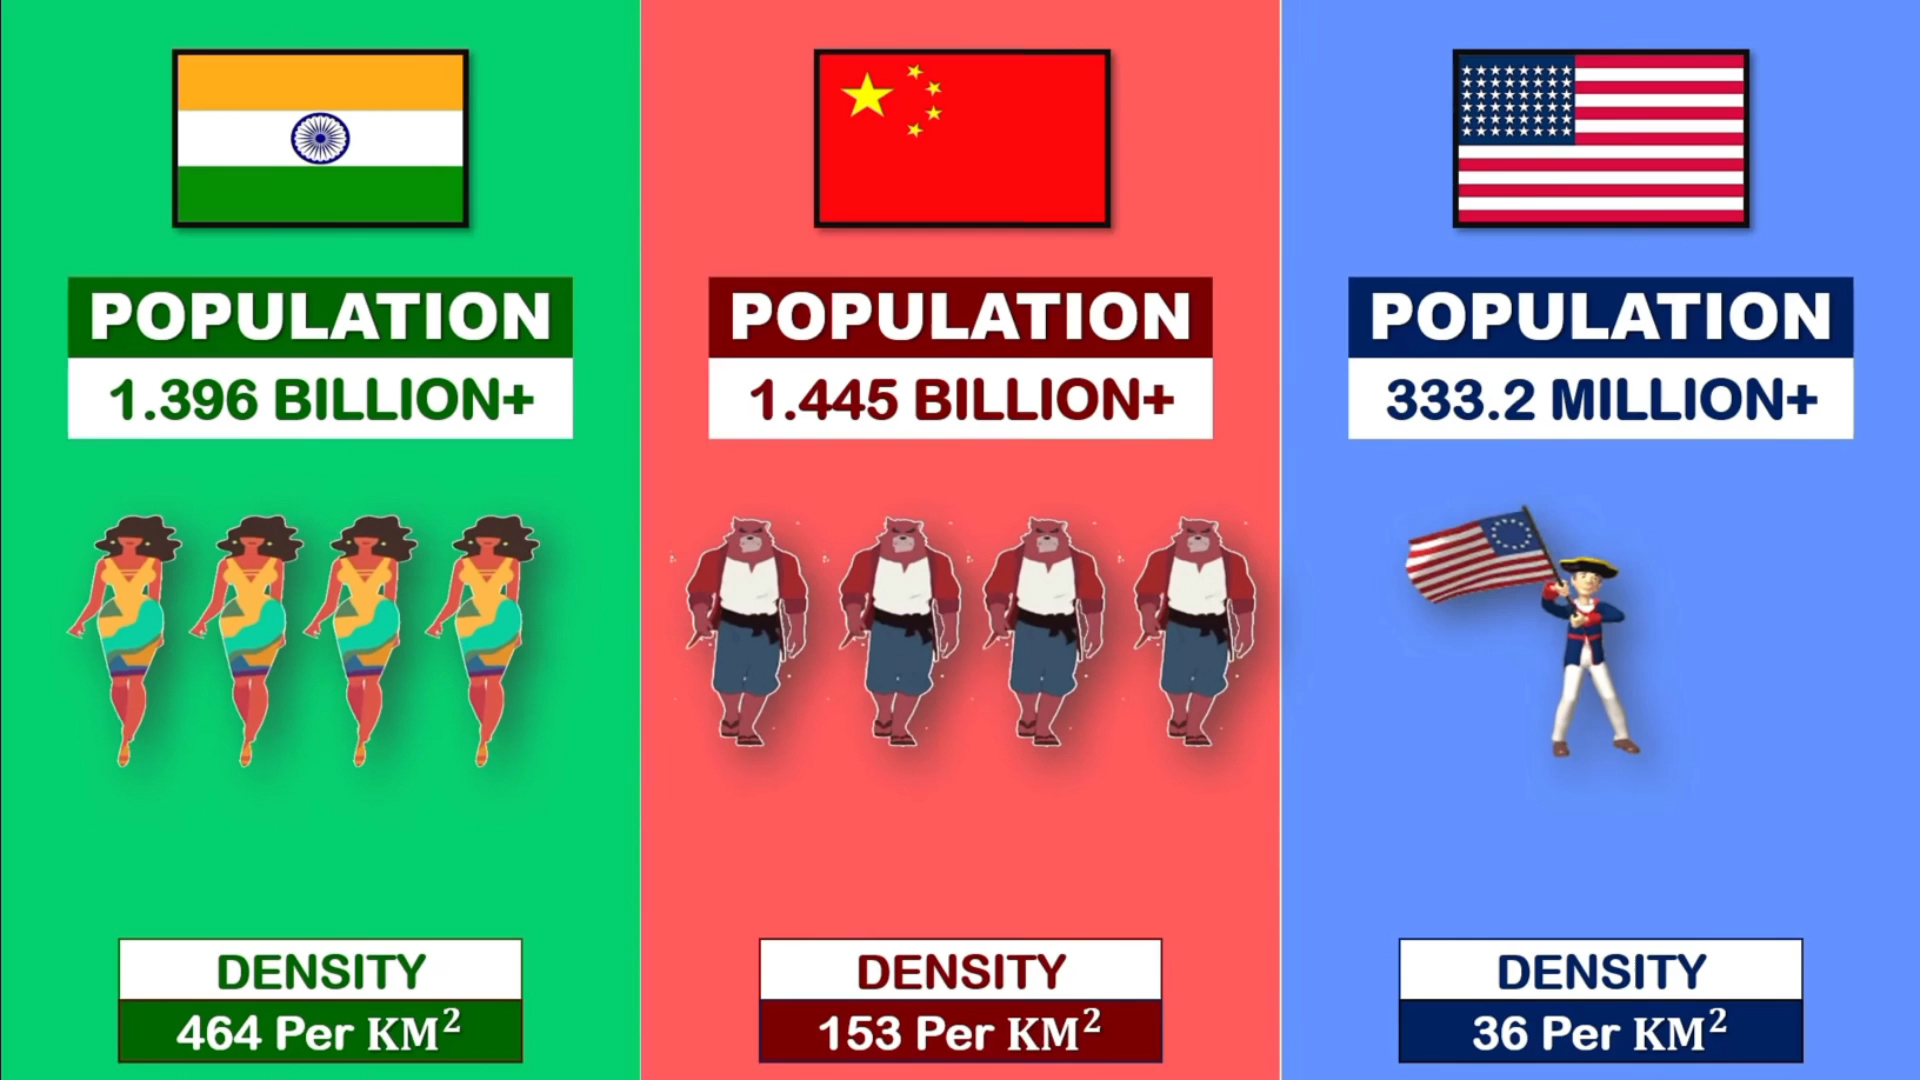 POPULATION
1.396 BILLION+
DENSITY
464 Per KM²
POPULATION
1.445 BILLION+
DENSITY
153 Per KM²
POPULATION
333.2 MILLION+
DENSITY
36 Per KM²